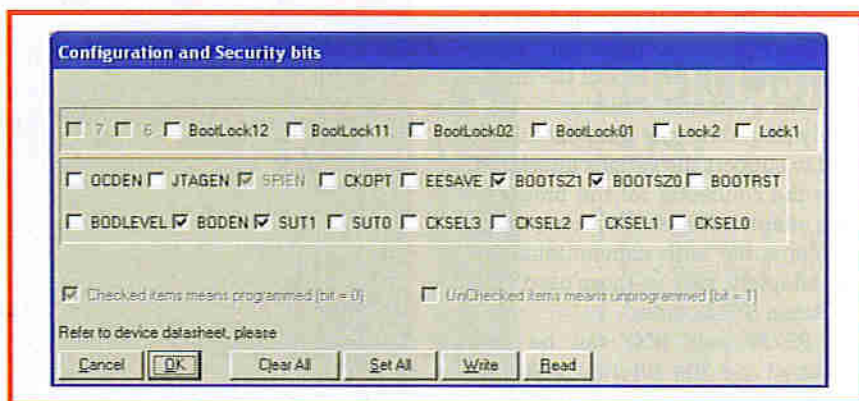 Configuration and Security bits
7 6 BootLock12 BootLock11 BootLock02 BootLock01 Lock2 Lock1
OCDEN JTAGEN SPIEN CKOPT EESAVE BOOTSZ1 BOOTSZ0 BOOTRST
BODLEVEL BODEN SUT1 SUT0 CKSEL3 CKSEL2 CKSEL1 CKSEL0
Checked items means programmed (bit = 0) UnChecked items means unprogrammed (bit = 1)
Refer to device datasheet, please
Cancel OK Clear All Set All Write Read